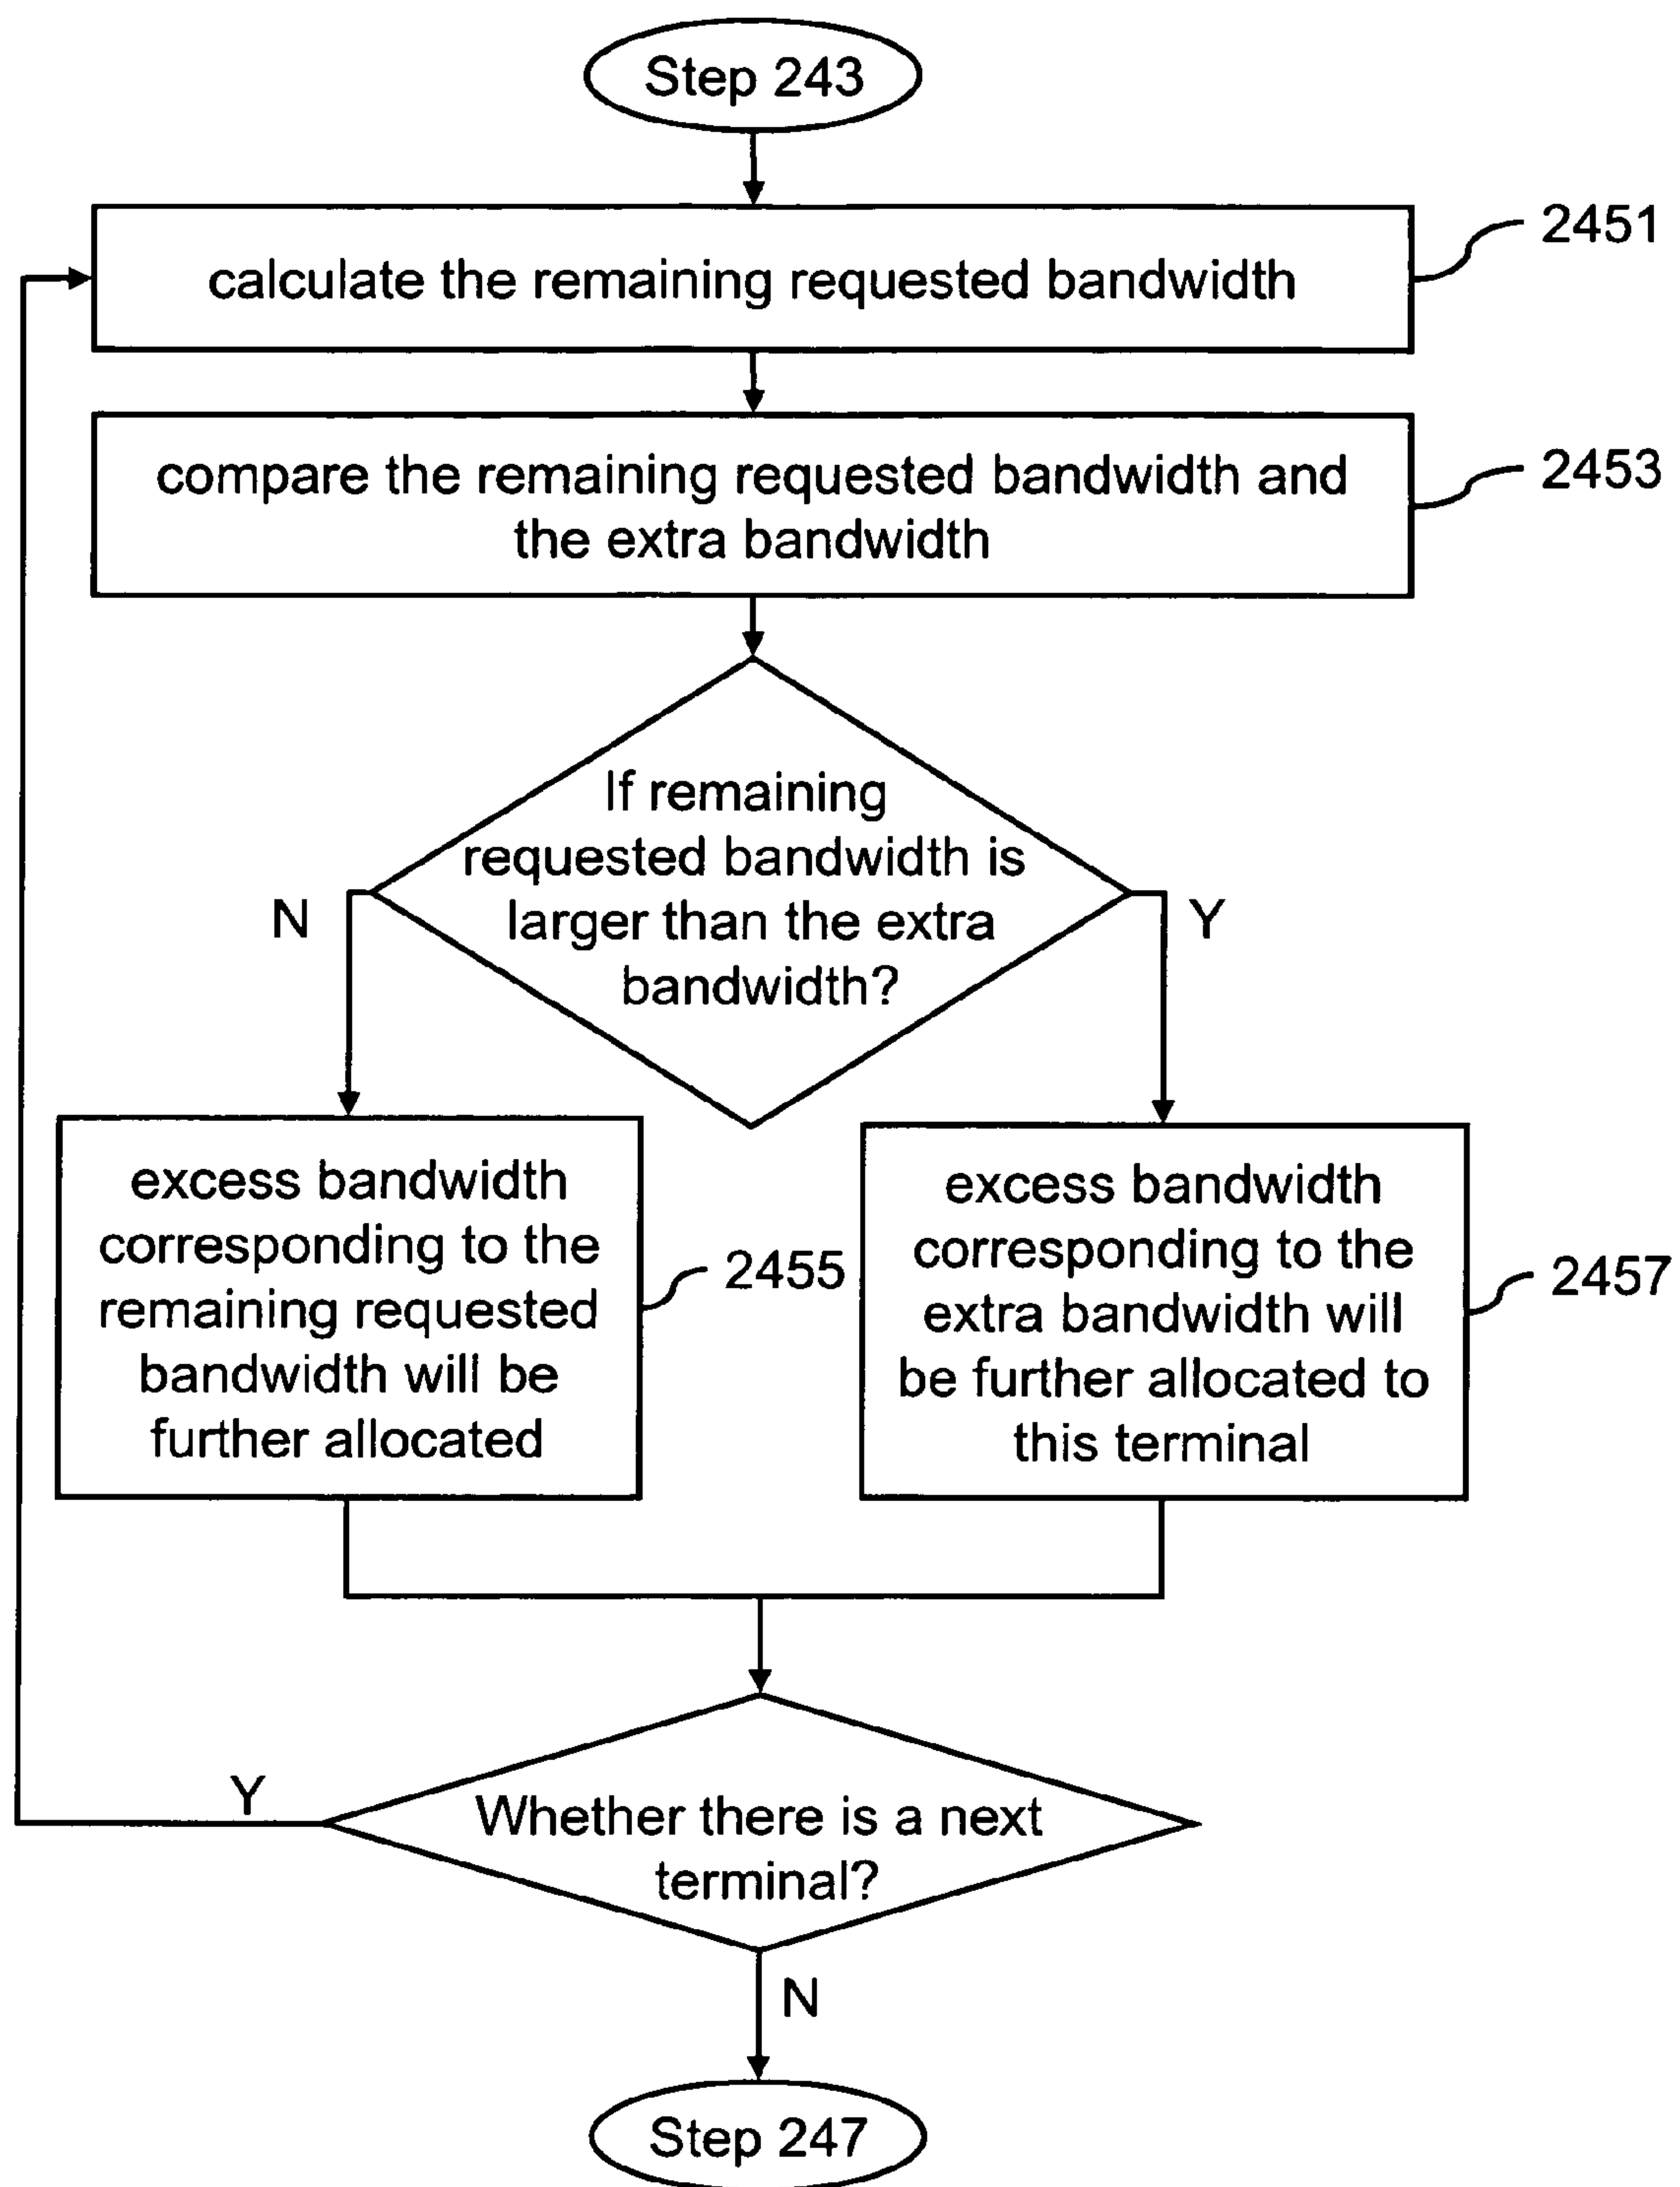 Step 243
calculate the remaining requested bandwidth
2451
compare the remaining requested bandwidth and
the extra bandwidth
2453
If remaining
requested bandwidth is
larger than the extra
bandwidth?
N
Y
excess bandwidth
corresponding to the
remaining requested
bandwidth will be
further allocated
2455
excess bandwidth
corresponding to the
extra bandwidth will
be further allocated to
this terminal
2457
Whether there is a next
terminal?
Y
N
Step 247